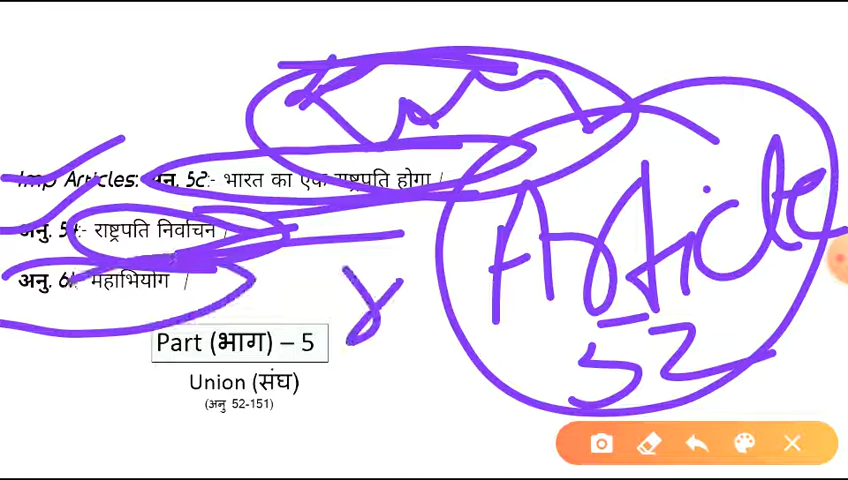 Imp Articles: अनु. 52:- भारत का एक राष्ट्रपति होगा /
अनु. 54:- राष्ट्रपति निर्वाचन /
अनु. 61:- महाभियोग /
Article
52
Part (भाग) – 5
Union (संघ)
(अनु 52-151)